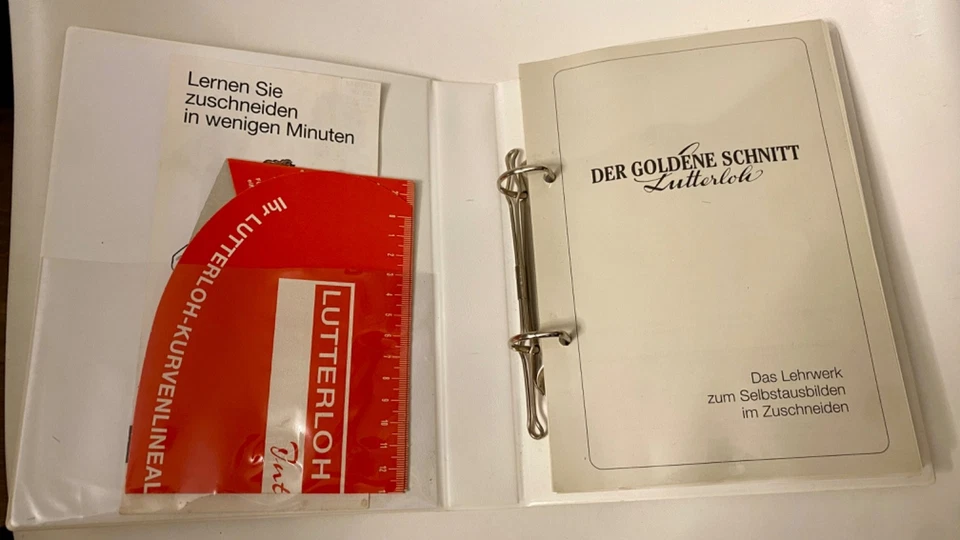 Lernen Sie
zuschneiden
in wenigen Minuten
Ihr LUTTERLOH-KURVENLINEAL
LUTTERLOH
DER GOLDENE SCHNITT
Lutterloh
Das Lehrwerk
zum Selbstausbilden
im Zuschneiden